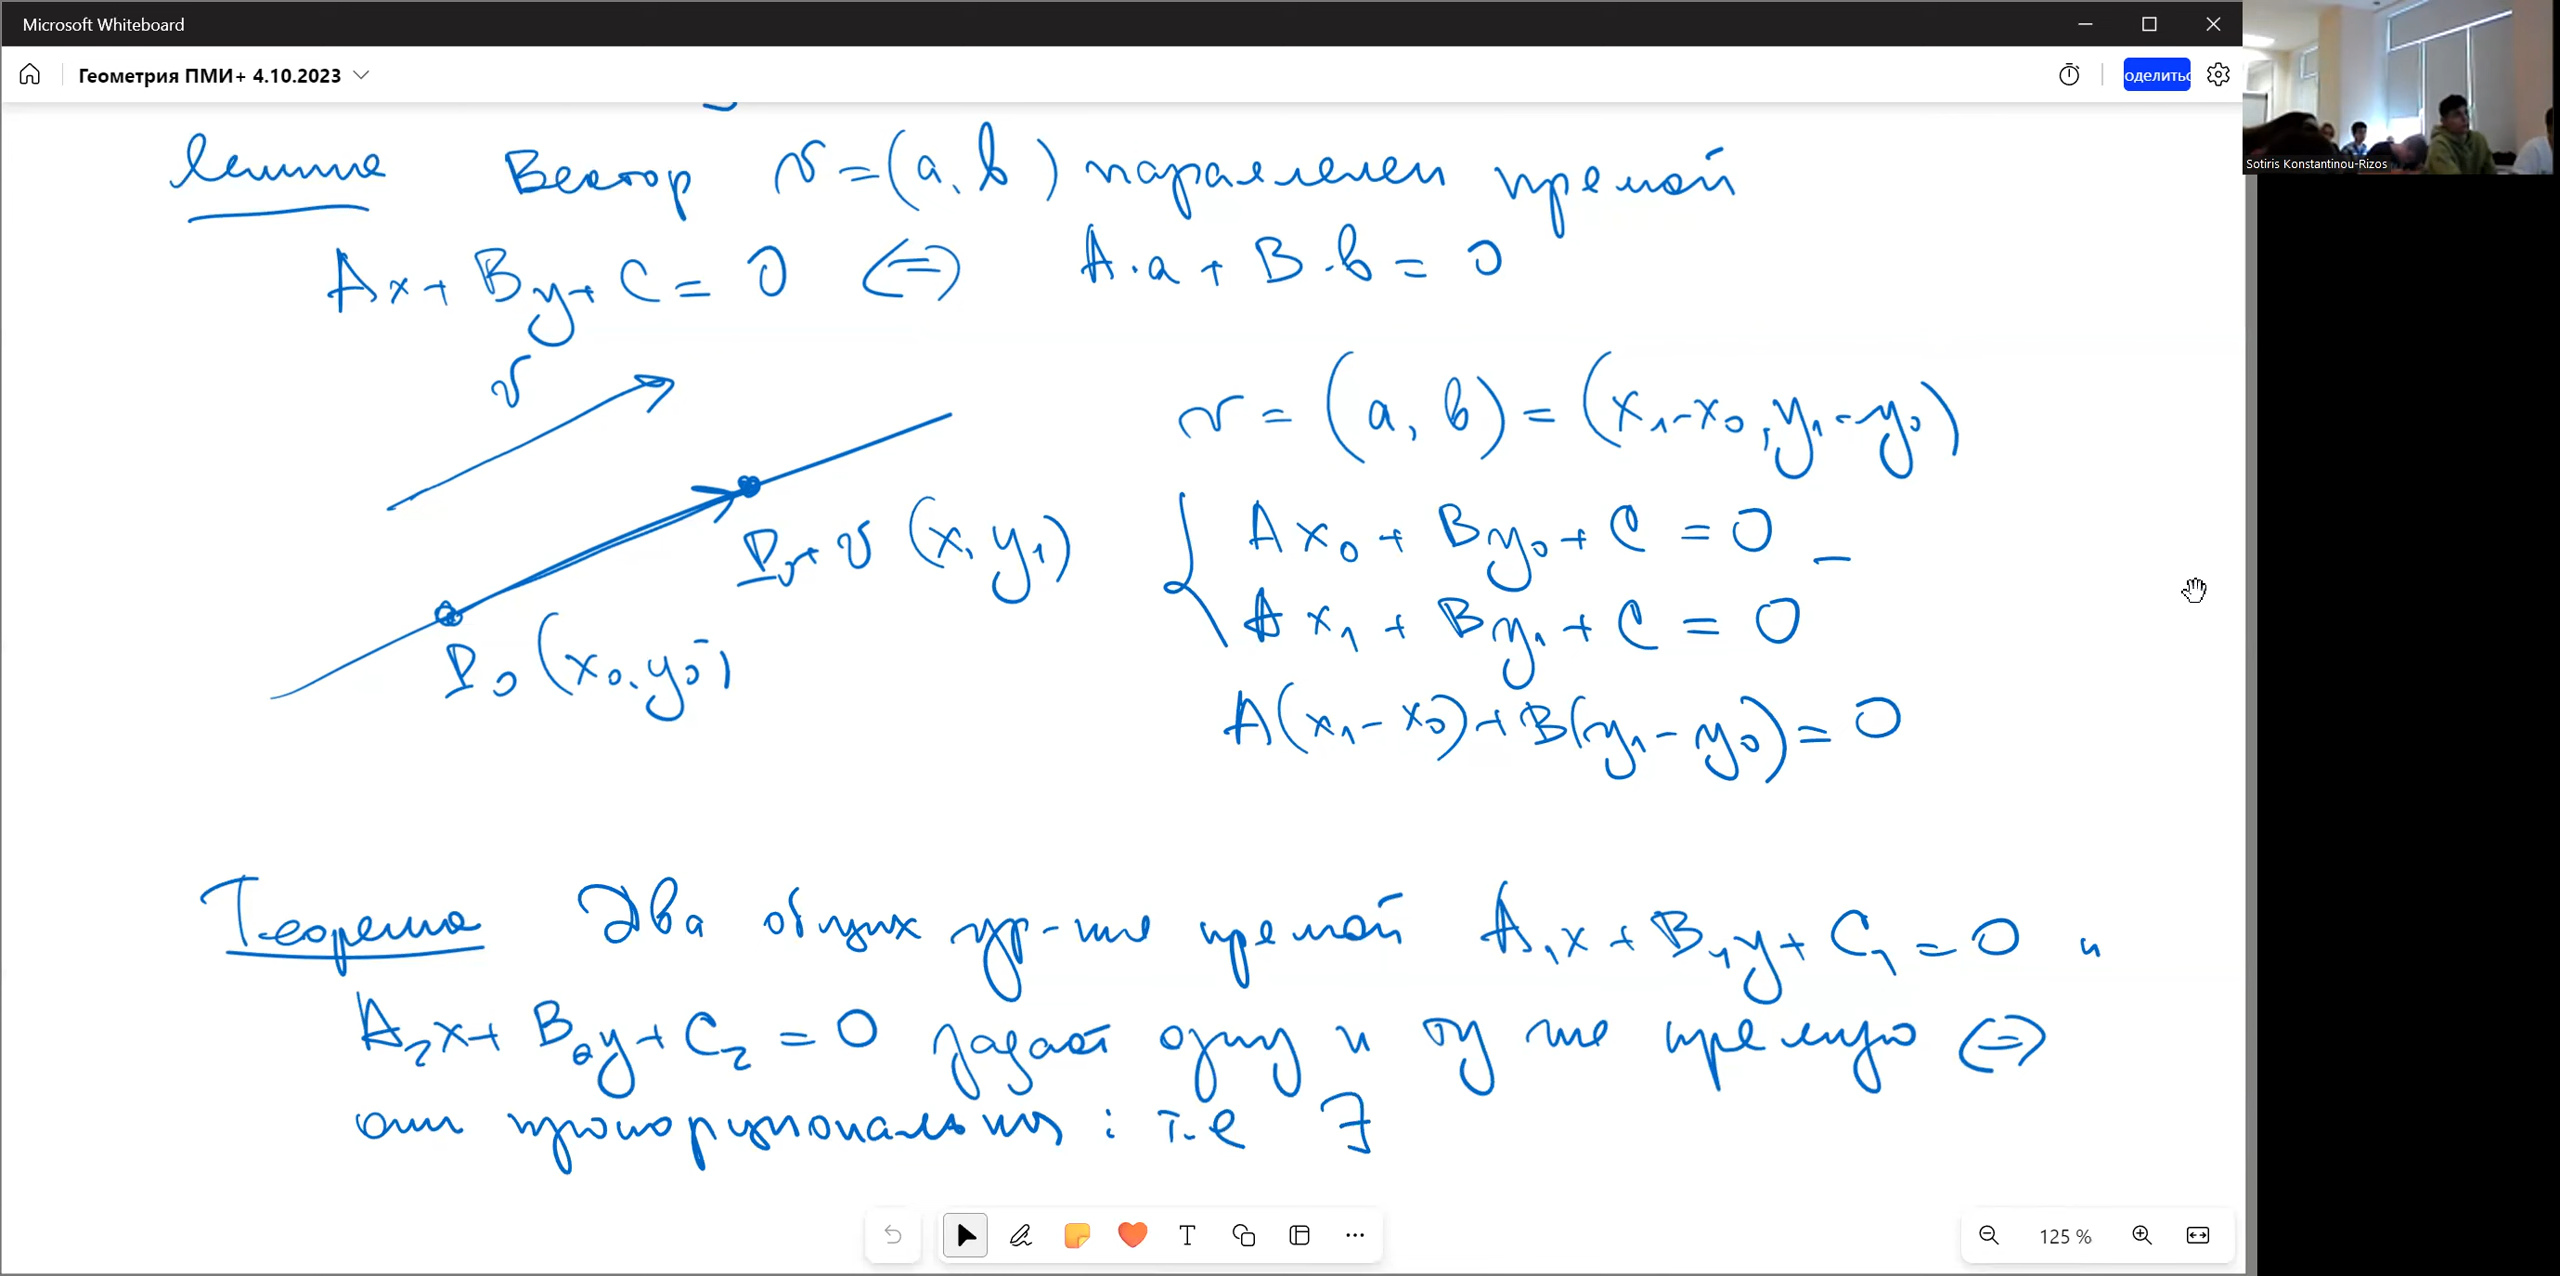 Microsoft Whiteboard
Геометрия ПМИ+ 4.10.2023
оделитьс
Sotiris Konstantinou-Rizos
Лемма Вектор v = (a, b) параллелен прямой
Ax + By + C = 0 ⇔ A·a + B·b = 0
v
v = (a, b) = (x₁-x₀, y₁-y₀)
P₀+v (x₁ y₁)
Ax₀ + By₀ + C = 0 –
Ax₁ + By₁ + C = 0
P₀ (x₀, y₀)
A(x₁-x₀) + B(y₁-y₀) = 0
Теорема Два общих ур-ие прямой A₁x + B₁y + C₁ = 0 и
A₂x + B₂y + C₂ = 0 задают одну и ту же прямую ⇔
они пропорциональны : т.е ∃
125 %